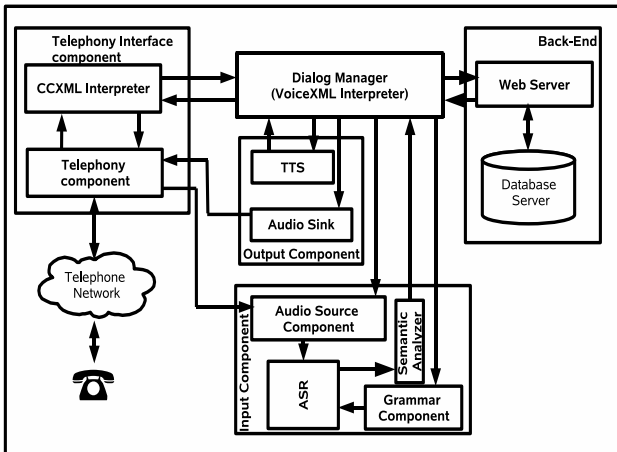 Telephony Interface
component
CCXML Interpreter
Telephony
component
Telephone
Network
Dialog Manager
(VoiceXML Interpreter)
TTS
Audio Sink
Output Component
Back-End
Web Server
Database
Server
Input Component
Audio Source
Component
ASR
Semantic
Analyzer
Grammar
Component